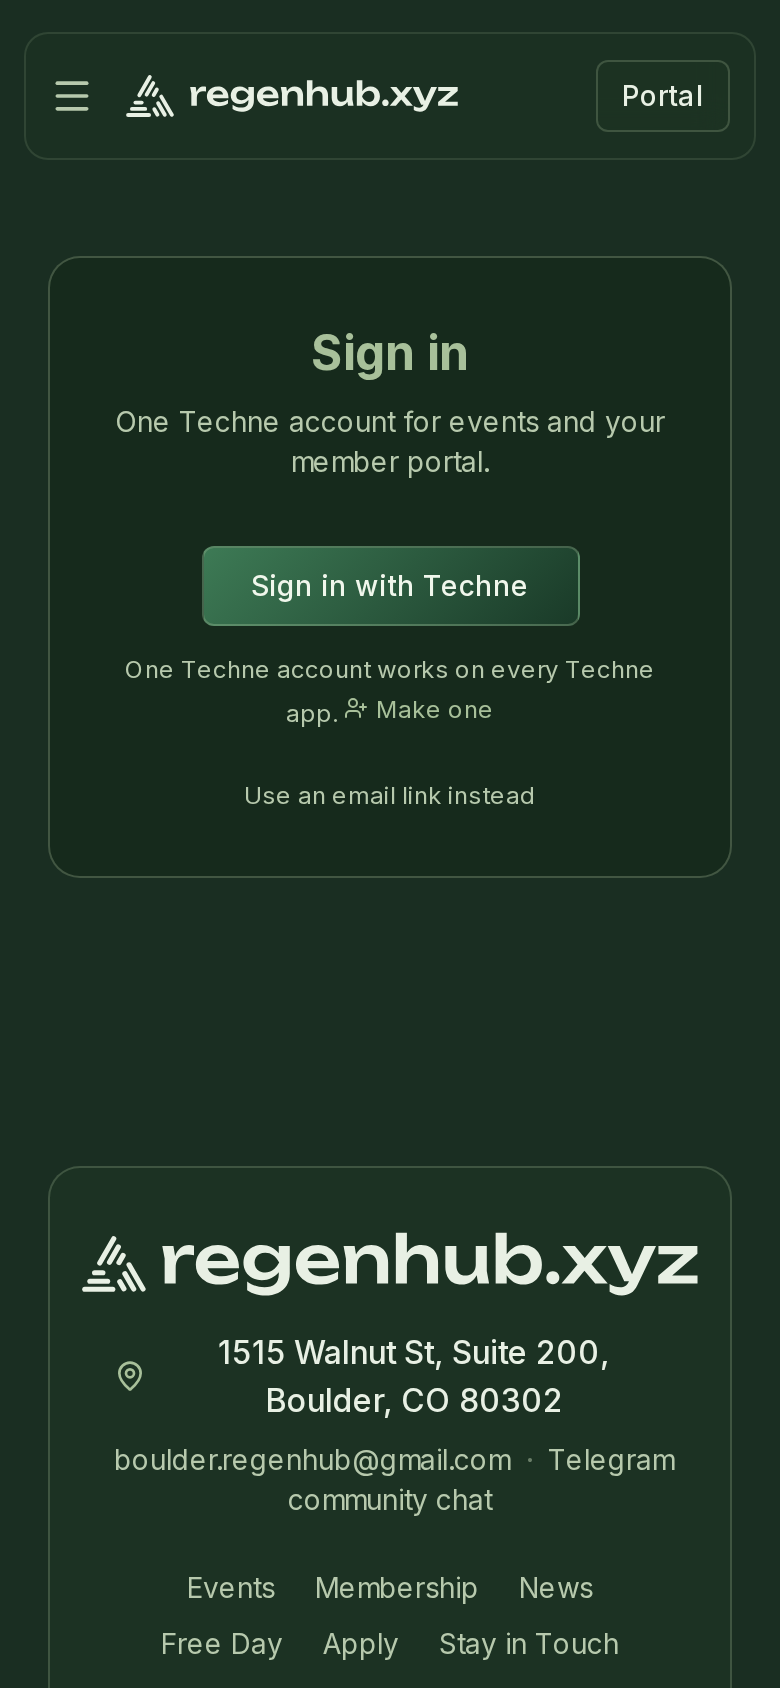 regenhub.xyz
Portal
Sign in
One Techne account for events and your
member portal.
Sign in with Techne
One Techne account works on every Techne
app. Make one
Use an email link instead
regenhub.xyz
1515 Walnut St, Suite 200,
Boulder, CO 80302
boulder.regenhub@gmail.com · Telegram
community chat
Events Membership News
Free Day Apply Stay in Touch